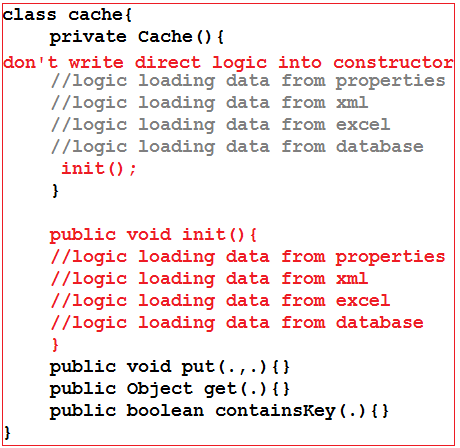 class cache{
private Cache(){
don't write direct logic into constructor
//logic loading data from properties
//logic loading data from xml
//logic loading data from excel
//logic loading data from database
init();
}
public void init(){
//logic loading data from properties
//logic loading data from xml
//logic loading data from excel
//logic loading data from database
}
public void put(.,.){}
public Object get(.){}
public boolean containsKey(.){}
}